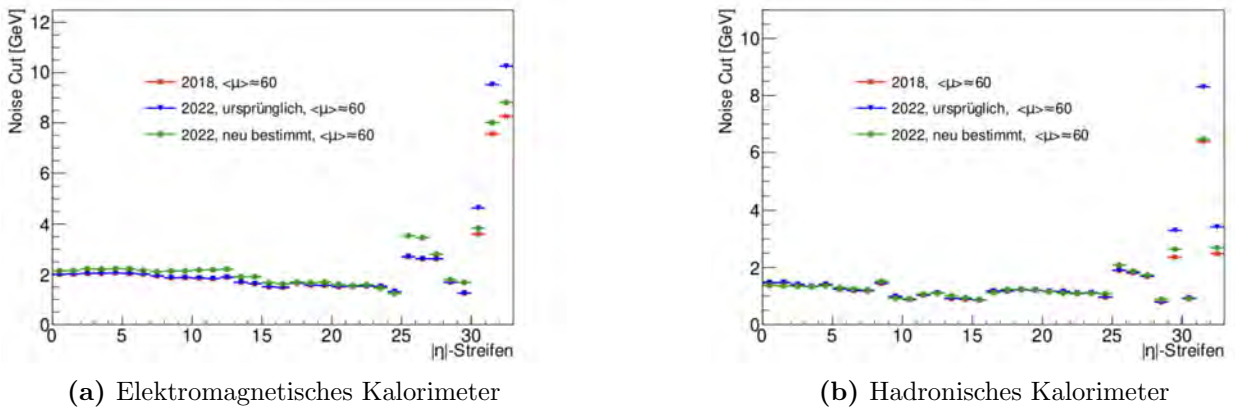 Noise Cut [GeV]
12
10
8
6
4
2
0
2018, <μ>≈60
2022, ursprüglich, <μ>≈60
2022, neu bestimmt, <μ>≈60
0 5 10 15 20 25 30
|η|-Streifen
(a) Elektromagnetisches Kalorimeter
Noise Cut [GeV]
10
8
6
4
2
0
2018, <μ>≈60
2022, ursprüglich, <μ>≈60
2022, neu bestimmt, <μ>≈60
0 5 10 15 20 25 30
|η|-Streifen
(b) Hadronisches Kalorimeter